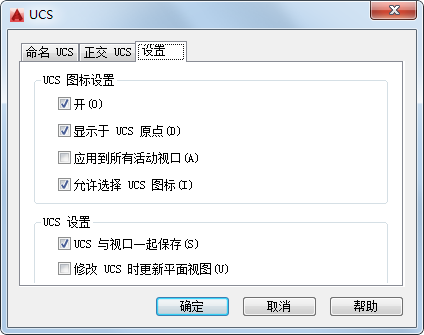 UCS
命名 UCS 正交 UCS 设置
UCS 图标设置
开(O)
显示于 UCS 原点(D)
应用到所有活动视口(A)
允许选择 UCS 图标(I)
UCS 设置
UCS 与视口一起保存(S)
修改 UCS 时更新平面视图(U)
确定 取消 帮助